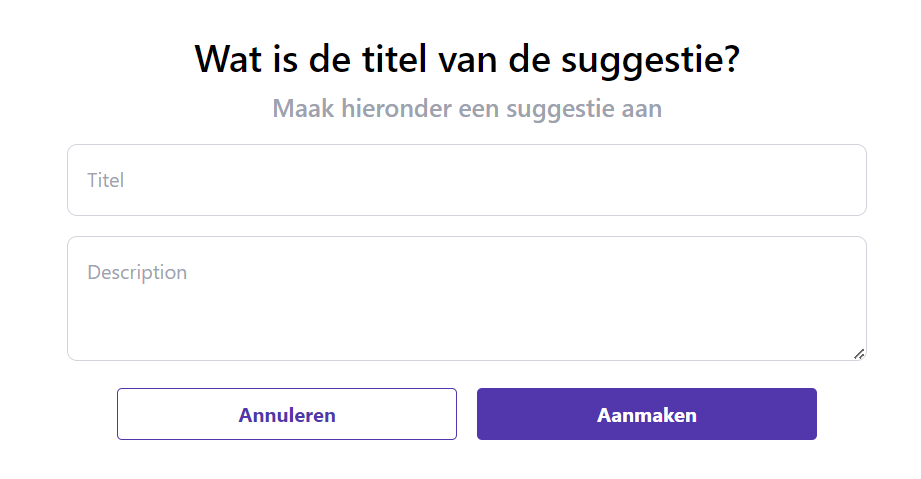 Wat is de titel van de suggestie?
Maak hieronder een suggestie aan
Titel
Description
Annuleren
Aanmaken